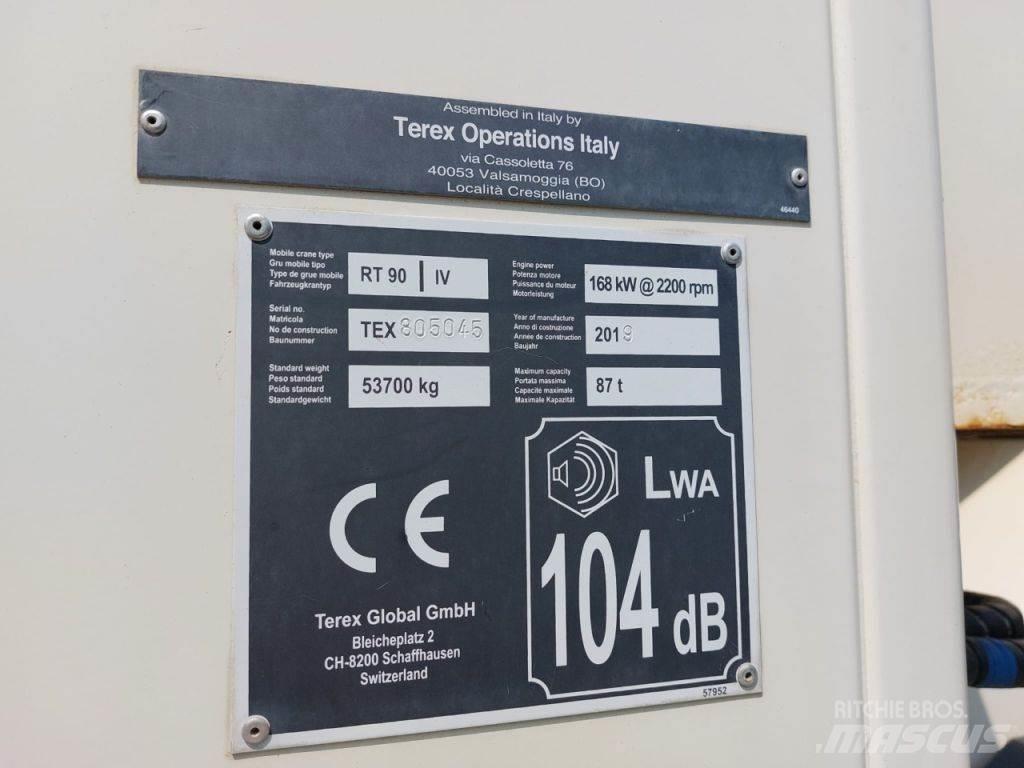 Assembled in Italy by
Terex Operations Italy
via Cassoletta 76
40053 Valsamoggia (BO)
Località Crespellano
46440
Mobile crane type
Gru mobile tipo
Type de grue mobile
Fahrzeugkrantyp
RT 90 | IV
Engine power
Potenza motore
Puissance du moteur
Motorleistung
168 kW @ 2200 rpm
Serial no.
Matricola
No de construction
Baunummer
TEX 805045
Year of manufacture
Anno di costruzione
Année de construction
Baujahr
2019
Standard weight
Peso standard
Poids standard
Standardgewicht
53700 kg
Maximum capacity
Portata massima
Capacité maximale
Maximale Kapazität
87 t
CE
Terex Global GmbH
Bleicheplatz 2
CH-8200 Schaffhausen
Switzerland
LWA
104 dB
57952
RITCHIE BROS.
MASCUS